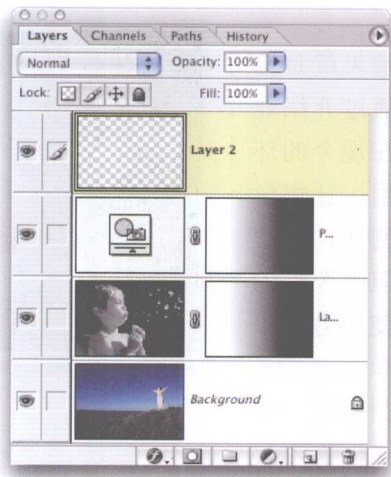 Layers Channels Paths History
Normal Opacity: 100%
Lock: Fill: 100%
Layer 2
P...
La...
Background